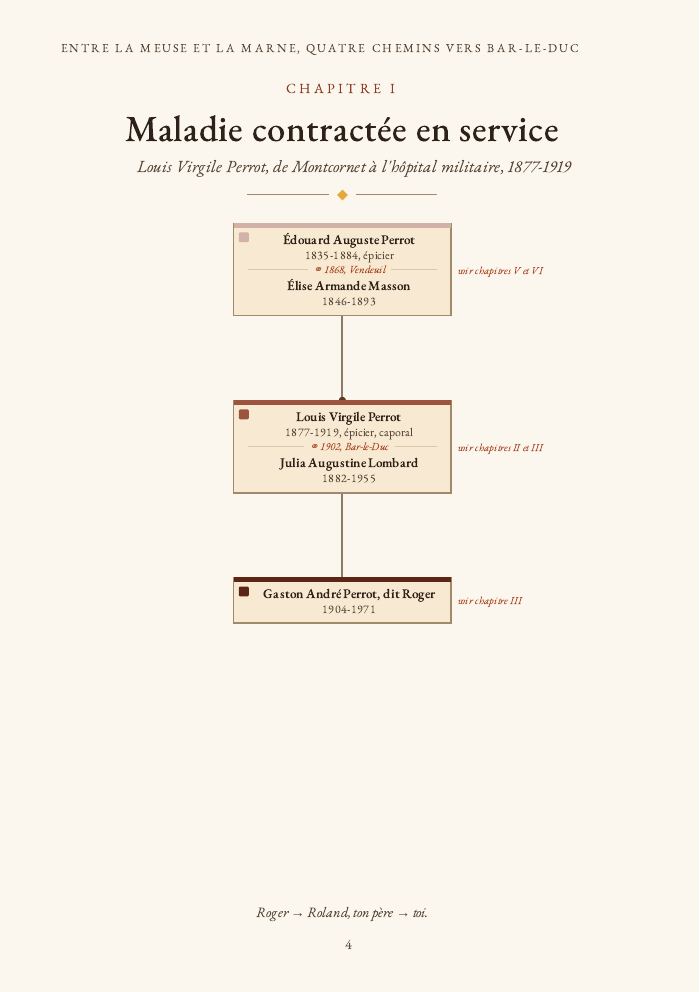 ENTRE LA MEUSE ET LA MARNE, QUATRE CHEMINS VERS BAR-LE-DUC
CHAPITRE I
Maladie contractée en service
Louis Virgile Perrot, de Montcornet à l'hôpital militaire, 1877-1919
Édouard Auguste Perrot
1835-1884, épicier
⚭ 1868, Vendeuil
Élise Armande Masson
1846-1893
voir chapitres V et VI
Louis Virgile Perrot
1877-1919, épicier, caporal
⚭ 1902, Bar-le-Duc
Julia Augustine Lombard
1882-1955
voir chapitres II et III
Gaston André Perrot, dit Roger
1904-1971
voir chapitre III
Roger → Roland, ton père → toi.
4